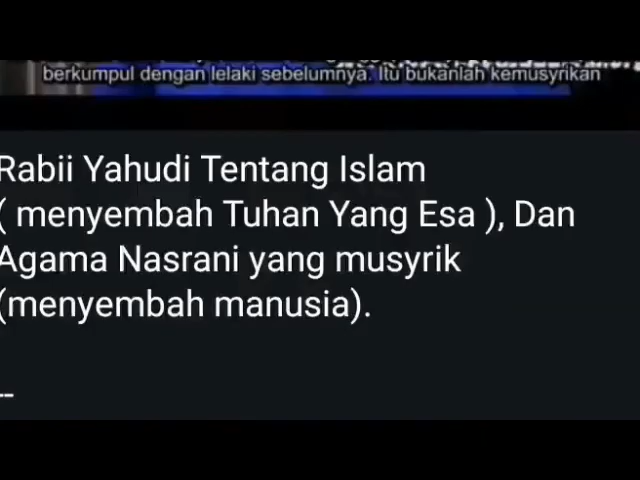 berkumpul dengan lelaki sebelumnya. Itu bukanlah kemusyrikan
Rabii Yahudi Tentang Islam
( menyembah Tuhan Yang Esa ), Dan
Agama Nasrani yang musyrik
(menyembah manusia).
--